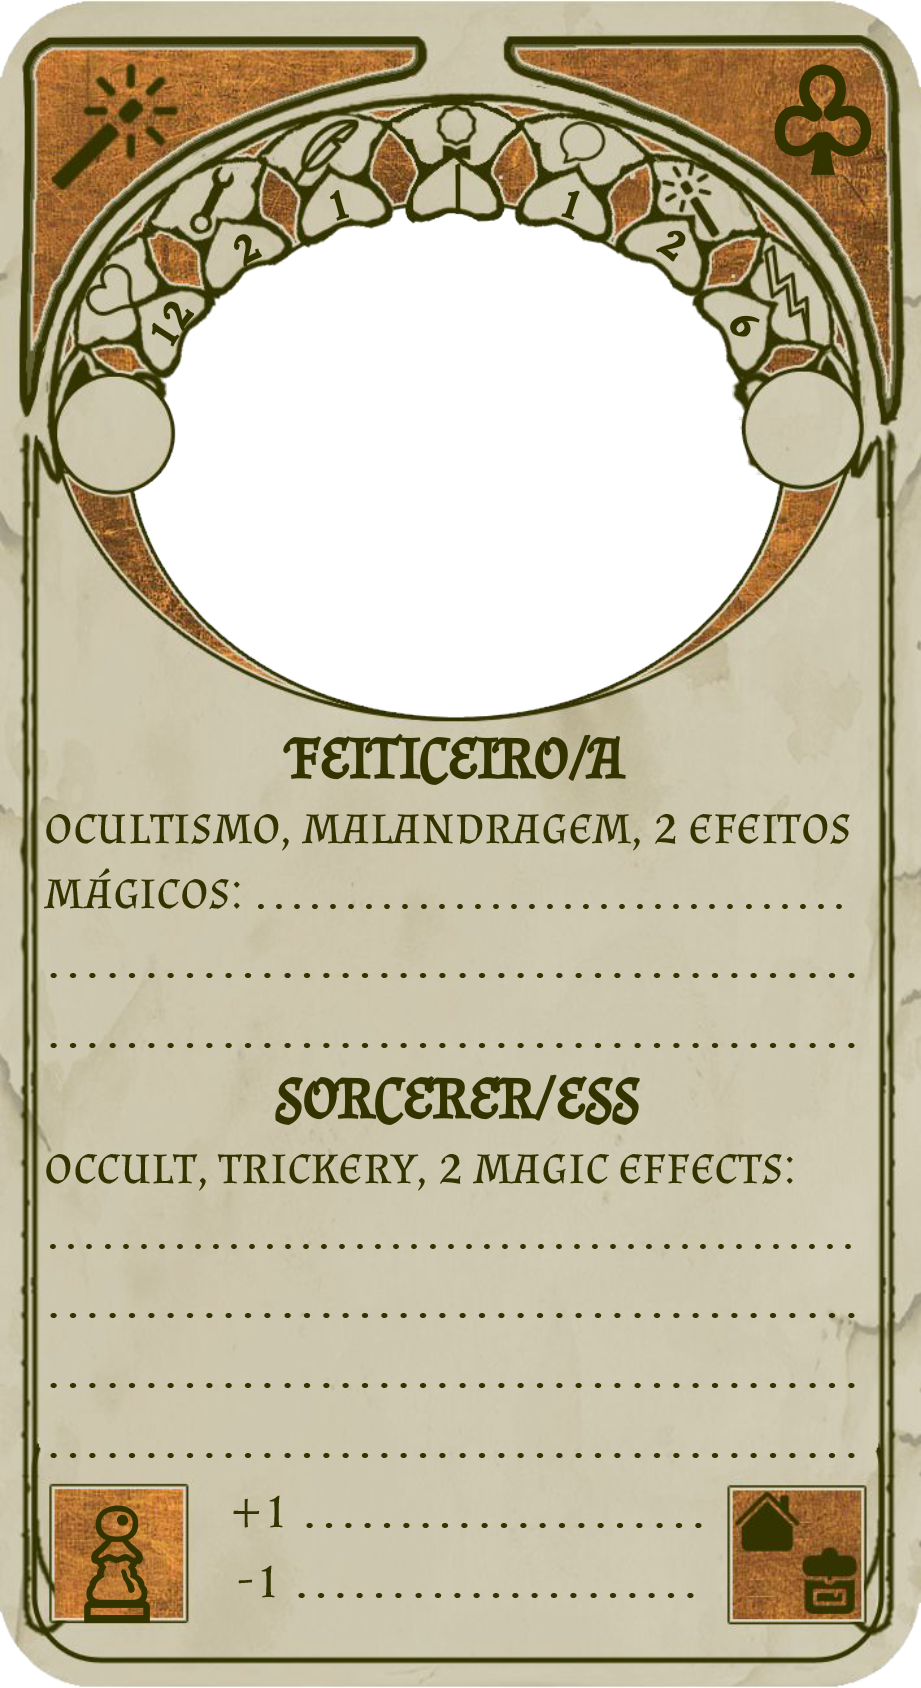 1 1
2 2
12 6
FEITICEIRO/A
OCULTISMO, MALANDRAGEM, 2 EFEITOS
MÁGICOS: .................................
..........................................
..........................................
SORCERER/ESS
OCCULT, TRICKERY, 2 MAGIC EFFECTS:
..........................................
..........................................
..........................................
..........................................
+1 ......................
-1 ......................